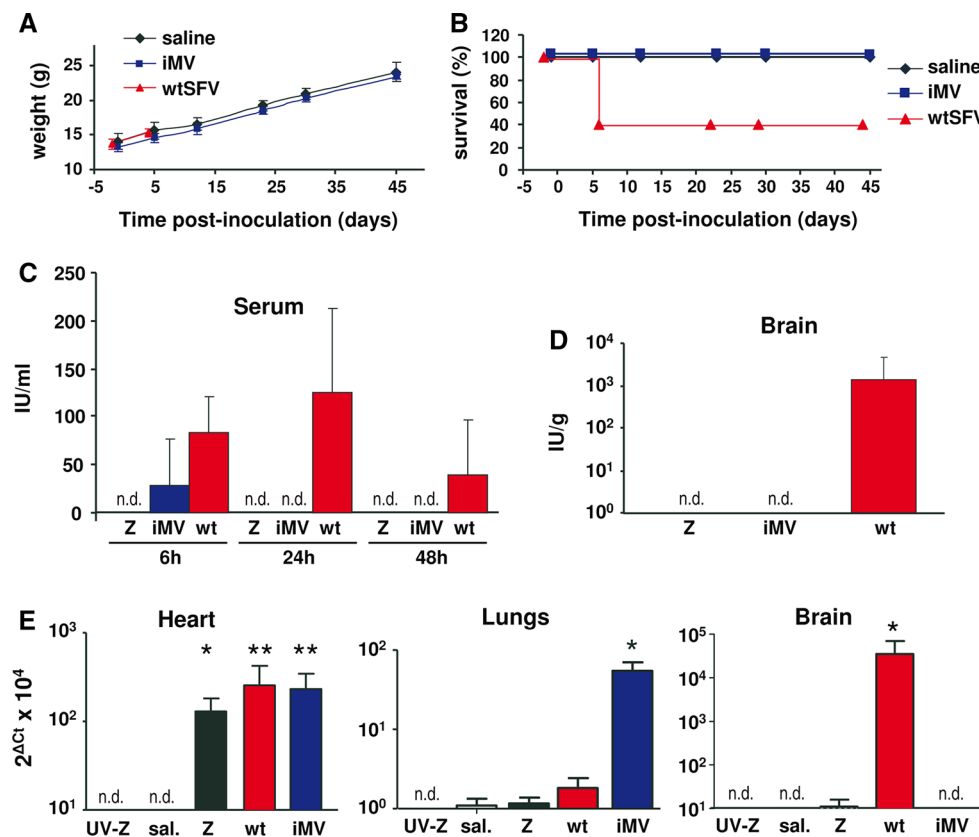 A
saline
iMV
wtSFV
weight (g)
25
20
15
10
-5 5 15 25 35 45
Time post-inoculation (days)
B
survival (%)
120
100
80
60
40
20
0
-5 0 5 10 15 20 25 30 35 40 45
Time post-inoculation (days)
saline
iMV
wtSFV
C
Serum
IU/ml
250
200
150
100
50
0
n.d. n.d. n.d. n.d. n.d.
Z iMV wt Z iMV wt Z iMV wt
6h 24h 48h
D
Brain
IU/g
10⁴
10³
10²
10¹
10⁰
n.d. n.d.
Z iMV wt
E
Heart
2^ΔCt x 10⁴
10³
10²
10¹
* ** **
n.d. n.d.
UV-Z sal. Z wt iMV
Lungs
10²
10¹
10⁰
*
n.d.
UV-Z sal. Z wt iMV
Brain
10⁵
10⁴
10³
10²
10¹
*
n.d. n.d. n.d.
UV-Z sal. Z wt iMV